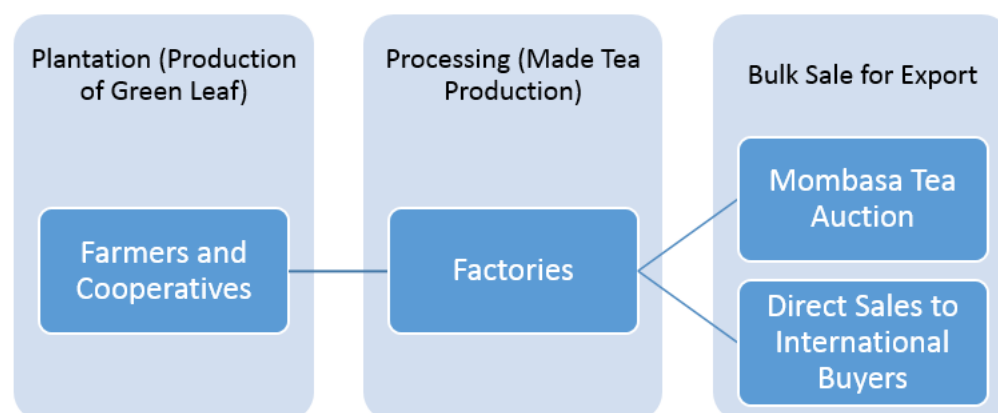 Plantation (Production
of Green Leaf)
Farmers and
Cooperatives
Processing (Made Tea
Production)
Factories
Bulk Sale for Export
Mombasa Tea
Auction
Direct Sales to
International
Buyers